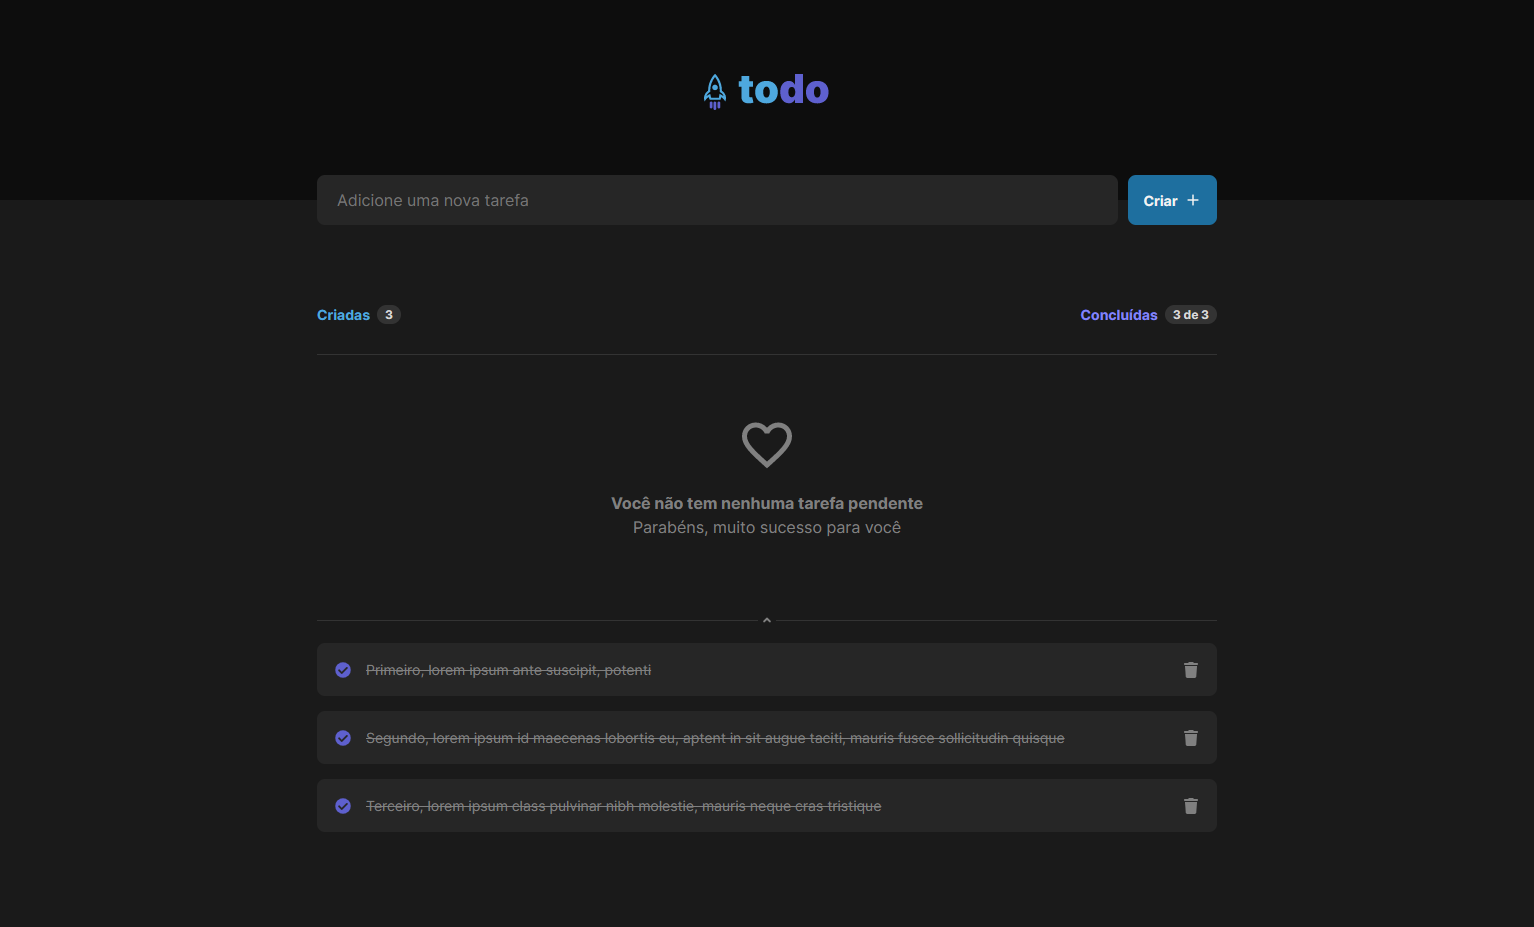 todo
Adicione uma nova tarefa
Criar +
Criadas 3
Concluídas 3 de 3
Você não tem nenhuma tarefa pendente
Parabéns, muito sucesso para você
Primeiro, lorem ipsum ante suscipit, potenti
Segundo, lorem ipsum id maecenas lobortis eu, aptent in sit augue taciti, mauris fusce sollicitudin quisque
Terceiro, lorem ipsum class pulvinar nibh molestie, mauris neque cras tristique